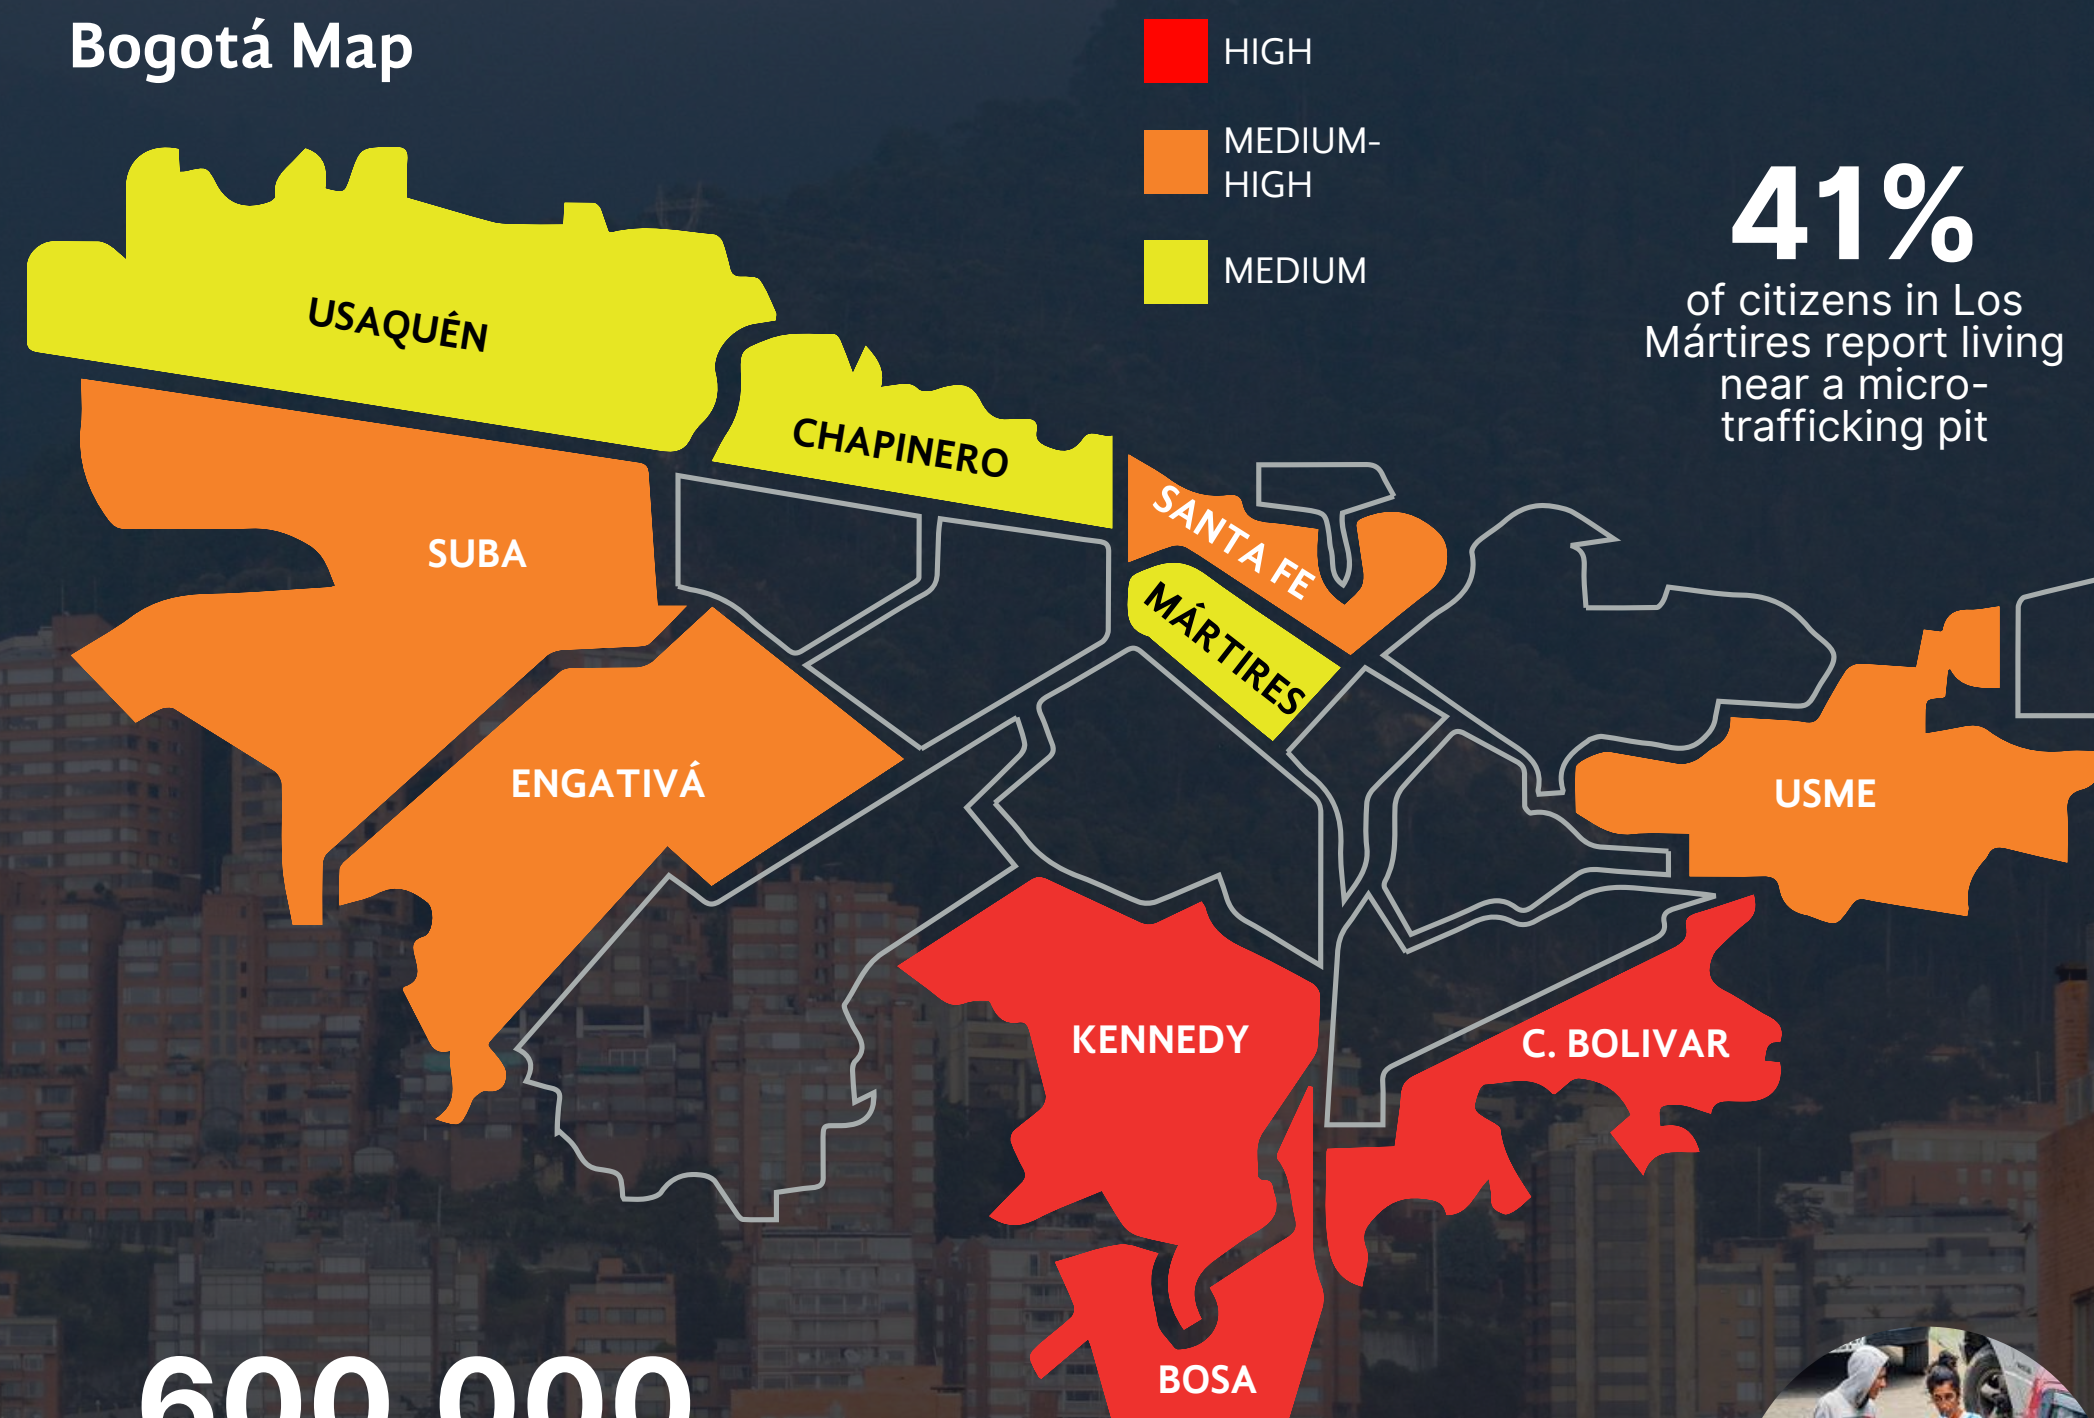 Bogotá Map
HIGH
MEDIUM-
HIGH
MEDIUM
41%
of citizens in Los
Mártires report living
near a micro-
trafficking pit
USAQUÉN
CHAPINERO
SANTA FE
MÁRTIRES
SUBA
ENGATIVÁ
USME
KENNEDY
C. BOLIVAR
BOSA
600.000